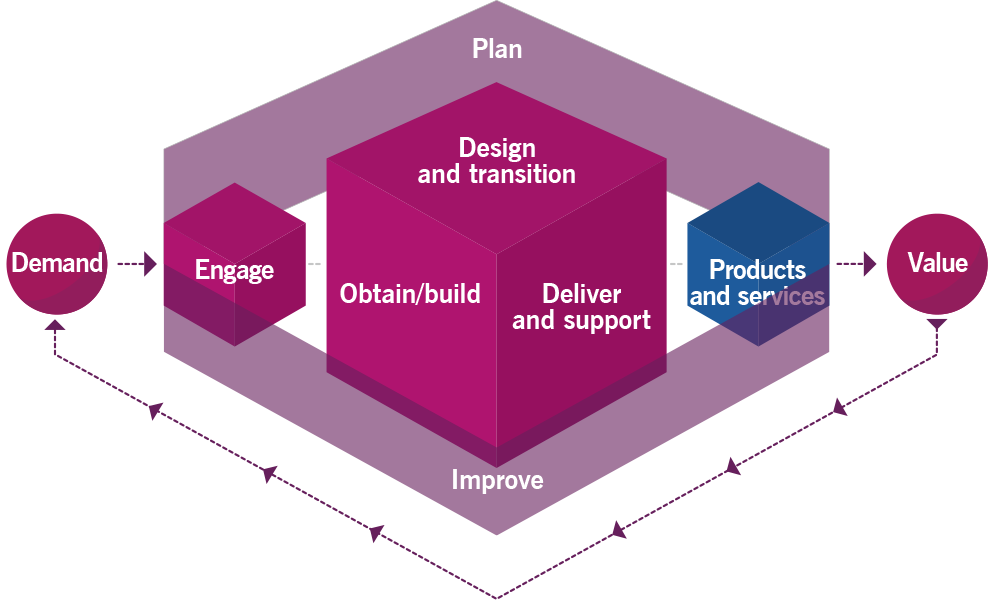 Plan
Design
and transition
Demand
Engage
Obtain/build
Deliver
and support
Products
and services
Value
Improve